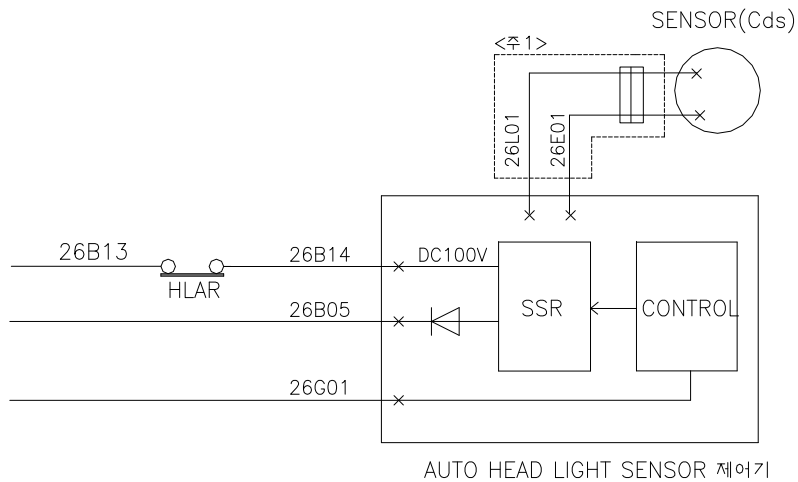 SENSOR(Cds)
<주1>
26L01
26E01
26B13
26B14
DC100V
HLAR
26B05
SSR
CONTROL
26G01
AUTO HEAD LIGHT SENSOR 제어기